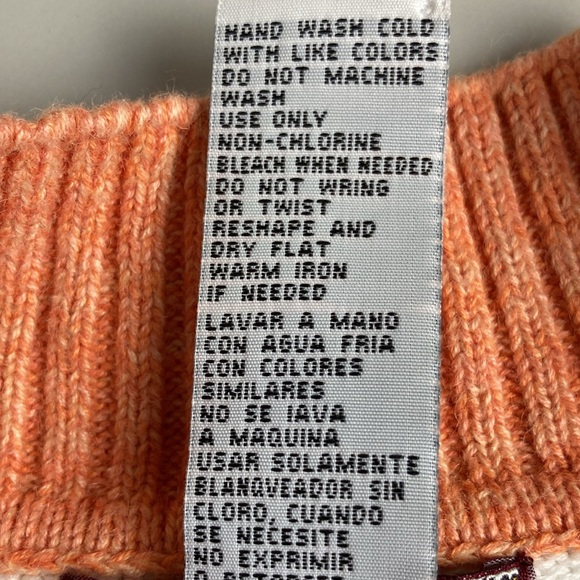 HAND WASH COLD
WITH LIKE COLORS
DO NOT MACHINE
WASH
USE ONLY
NON-CHLORINE
BLEACH WHEN NEEDED
DO NOT WRING
OR TWIST
RESHAPE AND
DRY FLAT
WARM IRON
IF NEEDED
LAVAR A MANO
CON AGUA FRIA
CON COLORES
SIMILARES
NO SE IAVA
A MAQUINA
USAR SOLAMENTE
BLANQVEADOR SIN
CLORO, CUANDO
SE NECESITE
NO EXPRIMIR